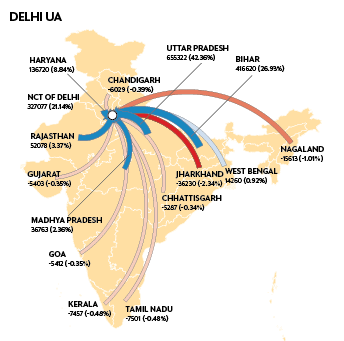 DELHI UA
UTTAR PRADESH
655322 (42.36%)
HARYANA
136720 (8.84%)
BIHAR
416620 (26.93%)
CHANDIGARH
-6029 (-0.39%)
NCT OF DELHI
327077 (21.14%)
RAJASTHAN
52078 (3.37%)
NAGALAND
-15613 (-1.01%)
GUJARAT
-5403 (-0.35%)
JHARKHAND
-36230 (-2.34%)
WEST BENGAL
14260 (0.92%)
CHHATTISGARH
-5287 (-0.34%)
MADHYA PRADESH
36763 (2.36%)
GOA
-5412 (-0.35%)
KERALA
-7457 (-0.48%)
TAMIL NADU
-7501 (-0.48%)